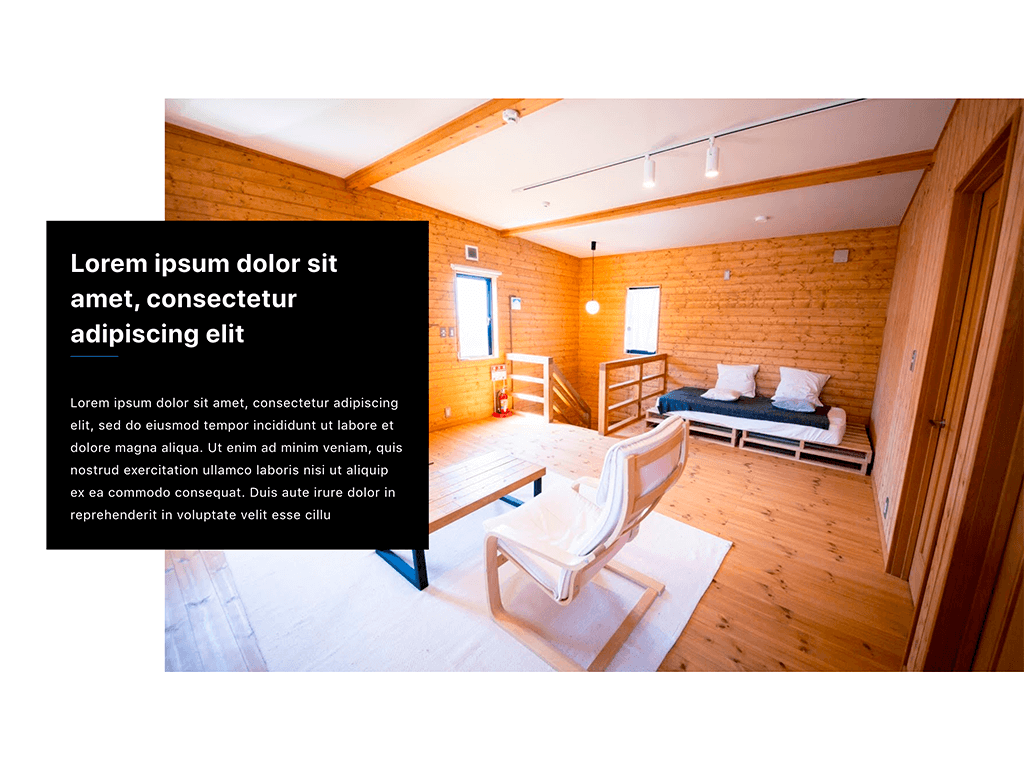 Lorem ipsum dolor sit
amet, consectetur
adipiscing elit
Lorem ipsum dolor sit amet, consectetur adipiscing
elit, sed do eiusmod tempor incididunt ut labore et
dolore magna aliqua. Ut enim ad minim veniam, quis
nostrud exercitation ullamco laboris nisi ut aliquip
ex ea commodo consequat. Duis aute irure dolor in
reprehenderit in voluptate velit esse cillu